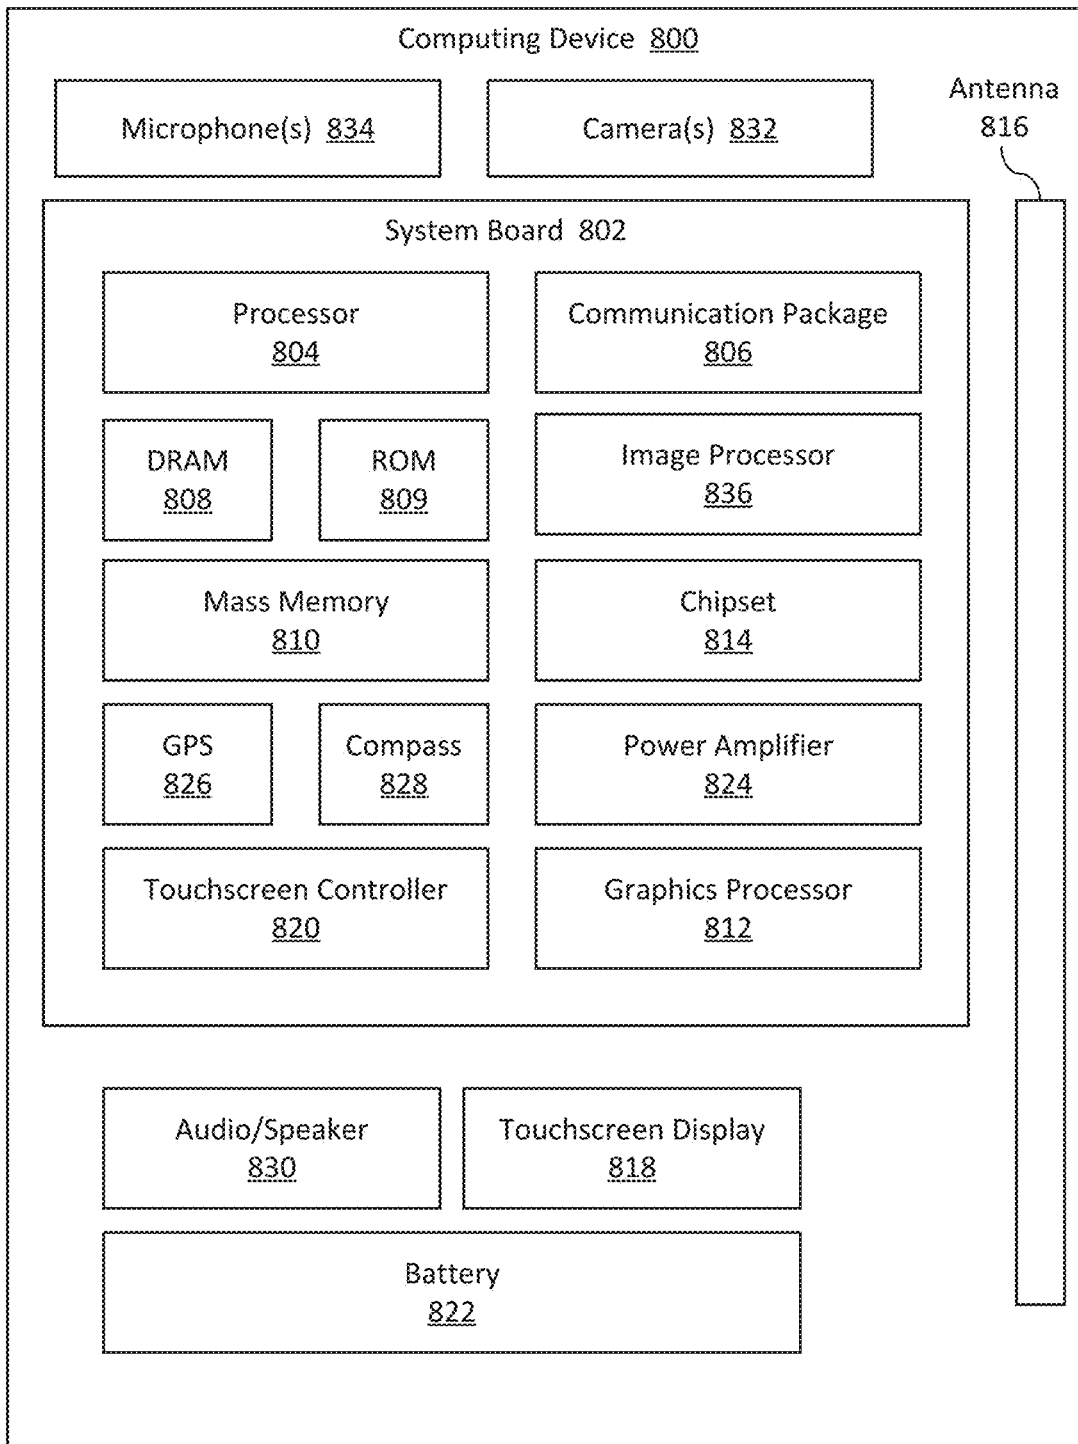 Computing Device 800
Microphone(s) 834
Camera(s) 832
Antenna
816
System Board 802
Processor
804
Communication Package
806
DRAM
808
ROM
809
Image Processor
836
Mass Memory
810
Chipset
814
GPS
826
Compass
828
Power Amplifier
824
Touchscreen Controller
820
Graphics Processor
812
Audio/Speaker
830
Touchscreen Display
818
Battery
822